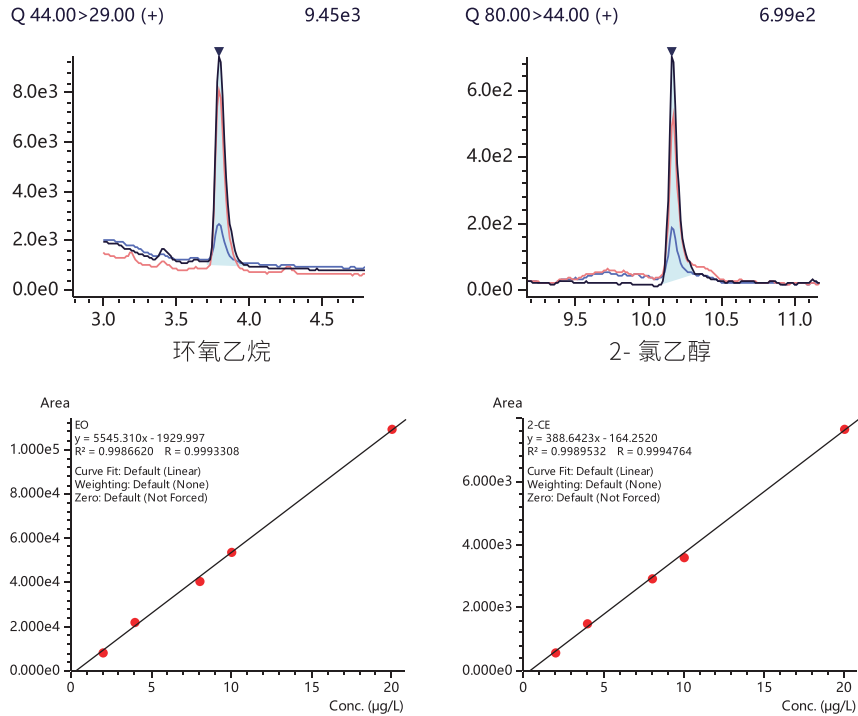 Q 44.00>29.00 (+) 9.45e3
8.0e3
6.0e3
4.0e3
2.0e3
0.0e0
3.0 3.5 4.0 4.5
环氧乙烷
Q 80.00>44.00 (+) 6.99e2
6.0e2
4.0e2
2.0e2
0.0e0
9.5 10.0 10.5 11.0
2- 氯乙醇
Area
EO
y = 5545.310x - 1929.997
R² = 0.9986620 R = 0.9993308
Curve Fit: Default (Linear)
Weighting: Default (None)
Zero: Default (Not Forced)
1.000e5
8.000e4
6.000e4
4.000e4
2.000e4
0.000e0
0 5 10 15 20
Conc. (µg/L)
Area
2-CE
y = 388.6423x - 164.2520
R² = 0.9989532 R = 0.9994764
Curve Fit: Default (Linear)
Weighting: Default (None)
Zero: Default (Not Forced)
6.000e3
4.000e3
2.000e3
0.000e0
0 5 10 15 20
Conc. (µg/L)